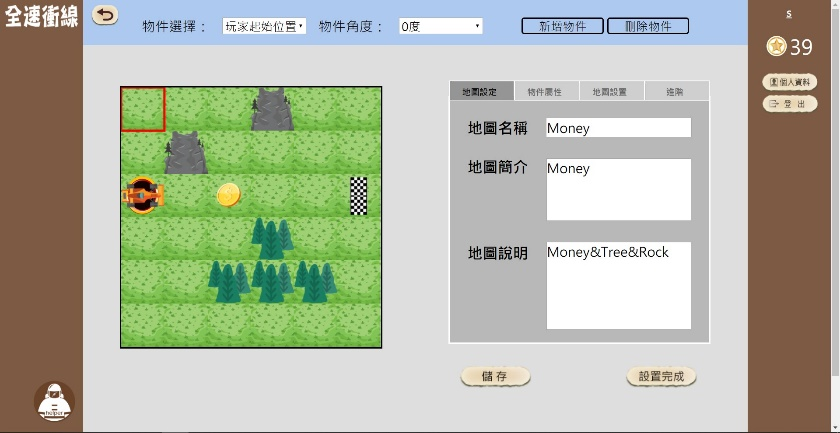 全速衝線
物件選擇： 玩家起始位置 物件角度： 0度 新增物件 刪除物件
s
39
個人資料
登 出
地圖設定 物件屬性 地圖設置 進階
地圖名稱 Money
地圖簡介 Money
地圖說明 Money&Tree&Rock
儲 存 設置完成
helper